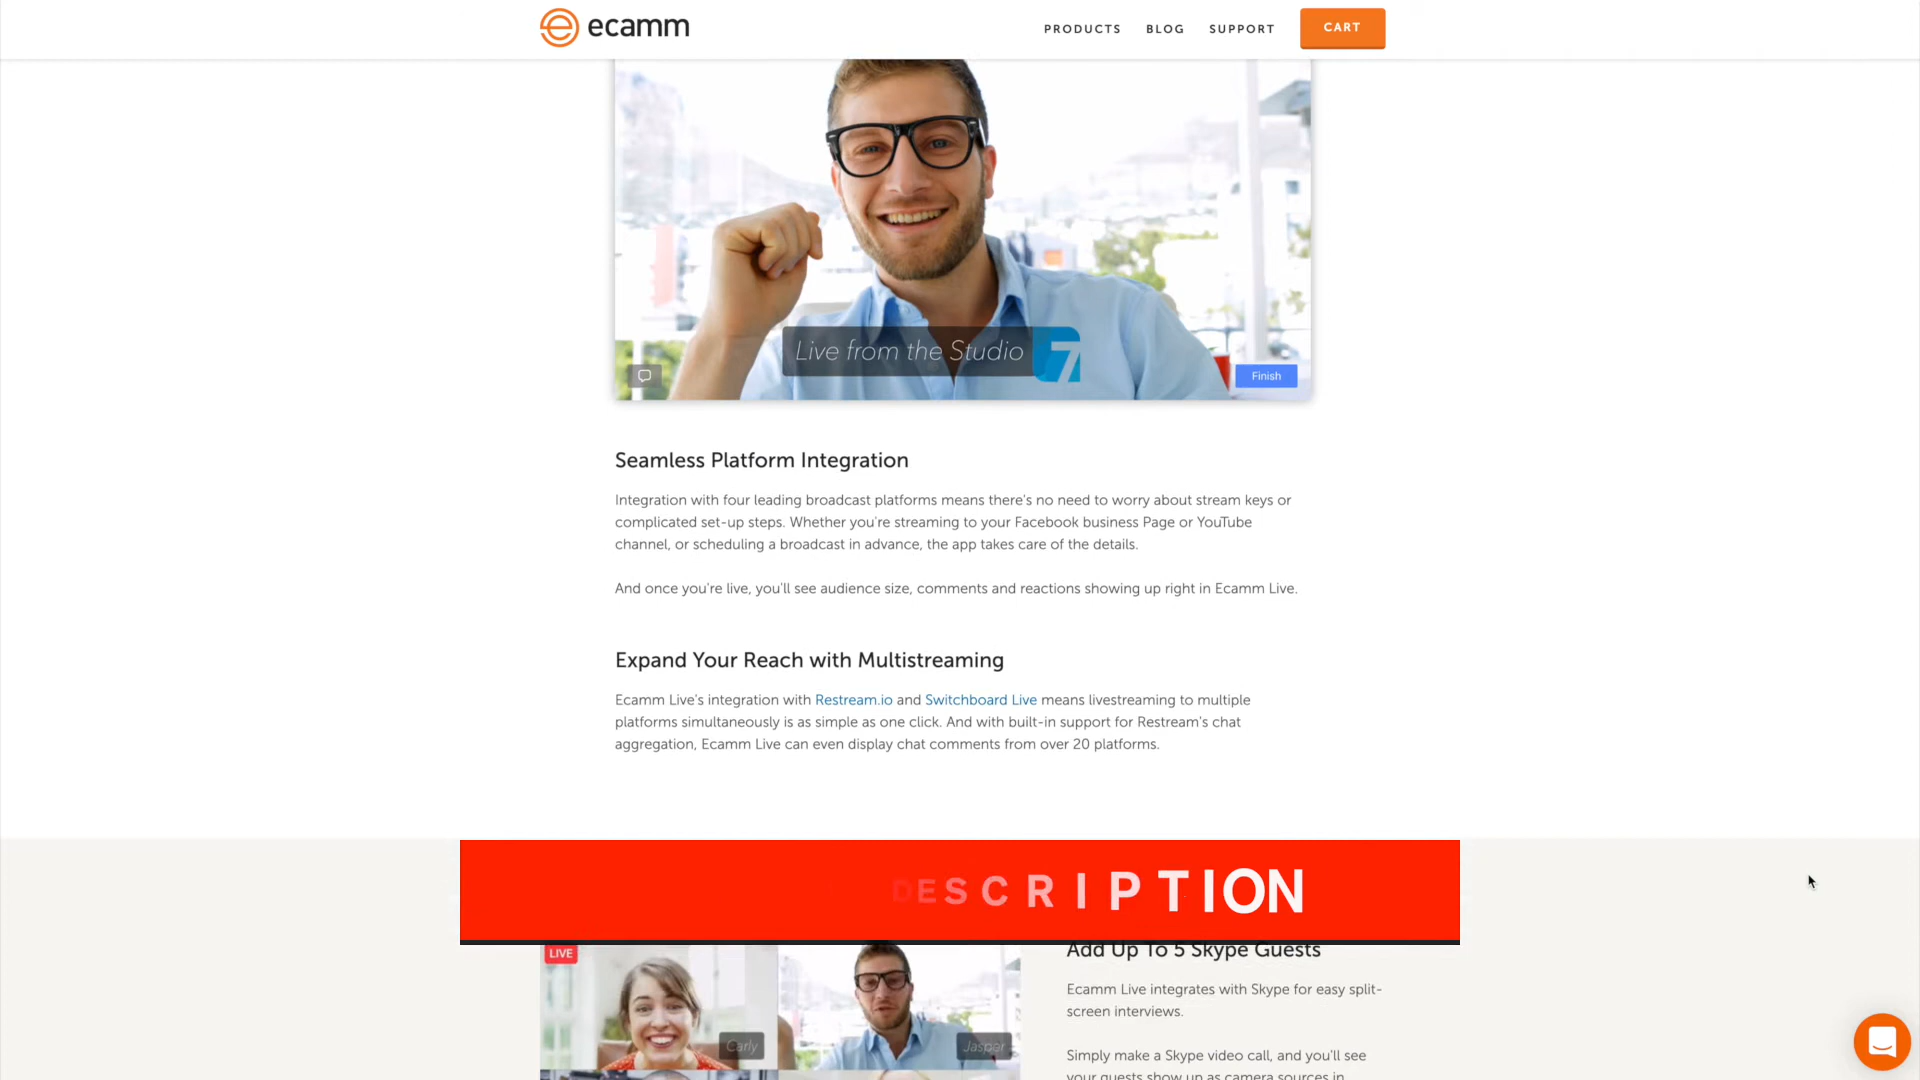 ecamm
PRODUCTS BLOG SUPPORT CART
Live from the Studio 7
Finish
Seamless Platform Integration
Integration with four leading broadcast platforms means there's no need to worry about stream keys or
complicated set-up steps. Whether you're streaming to your Facebook business Page or YouTube
channel, or scheduling a broadcast in advance, the app takes care of the details.
And once you're live, you'll see audience size, comments and reactions showing up right in Ecamm Live.
Expand Your Reach with Multistreaming
Ecamm Live's integration with Restream.io and Switchboard Live means livestreaming to multiple
platforms simultaneously is as simple as one click. And with built-in support for Restream's chat
aggregation, Ecamm Live can even display chat comments from over 20 platforms.
DESCRIPTION
LIVE
Carly
Jasper
Add Up To 5 Skype Guests
Ecamm Live integrates with Skype for easy split-
screen interviews.
Simply make a Skype video call, and you'll see
your guests show up as camera sources in